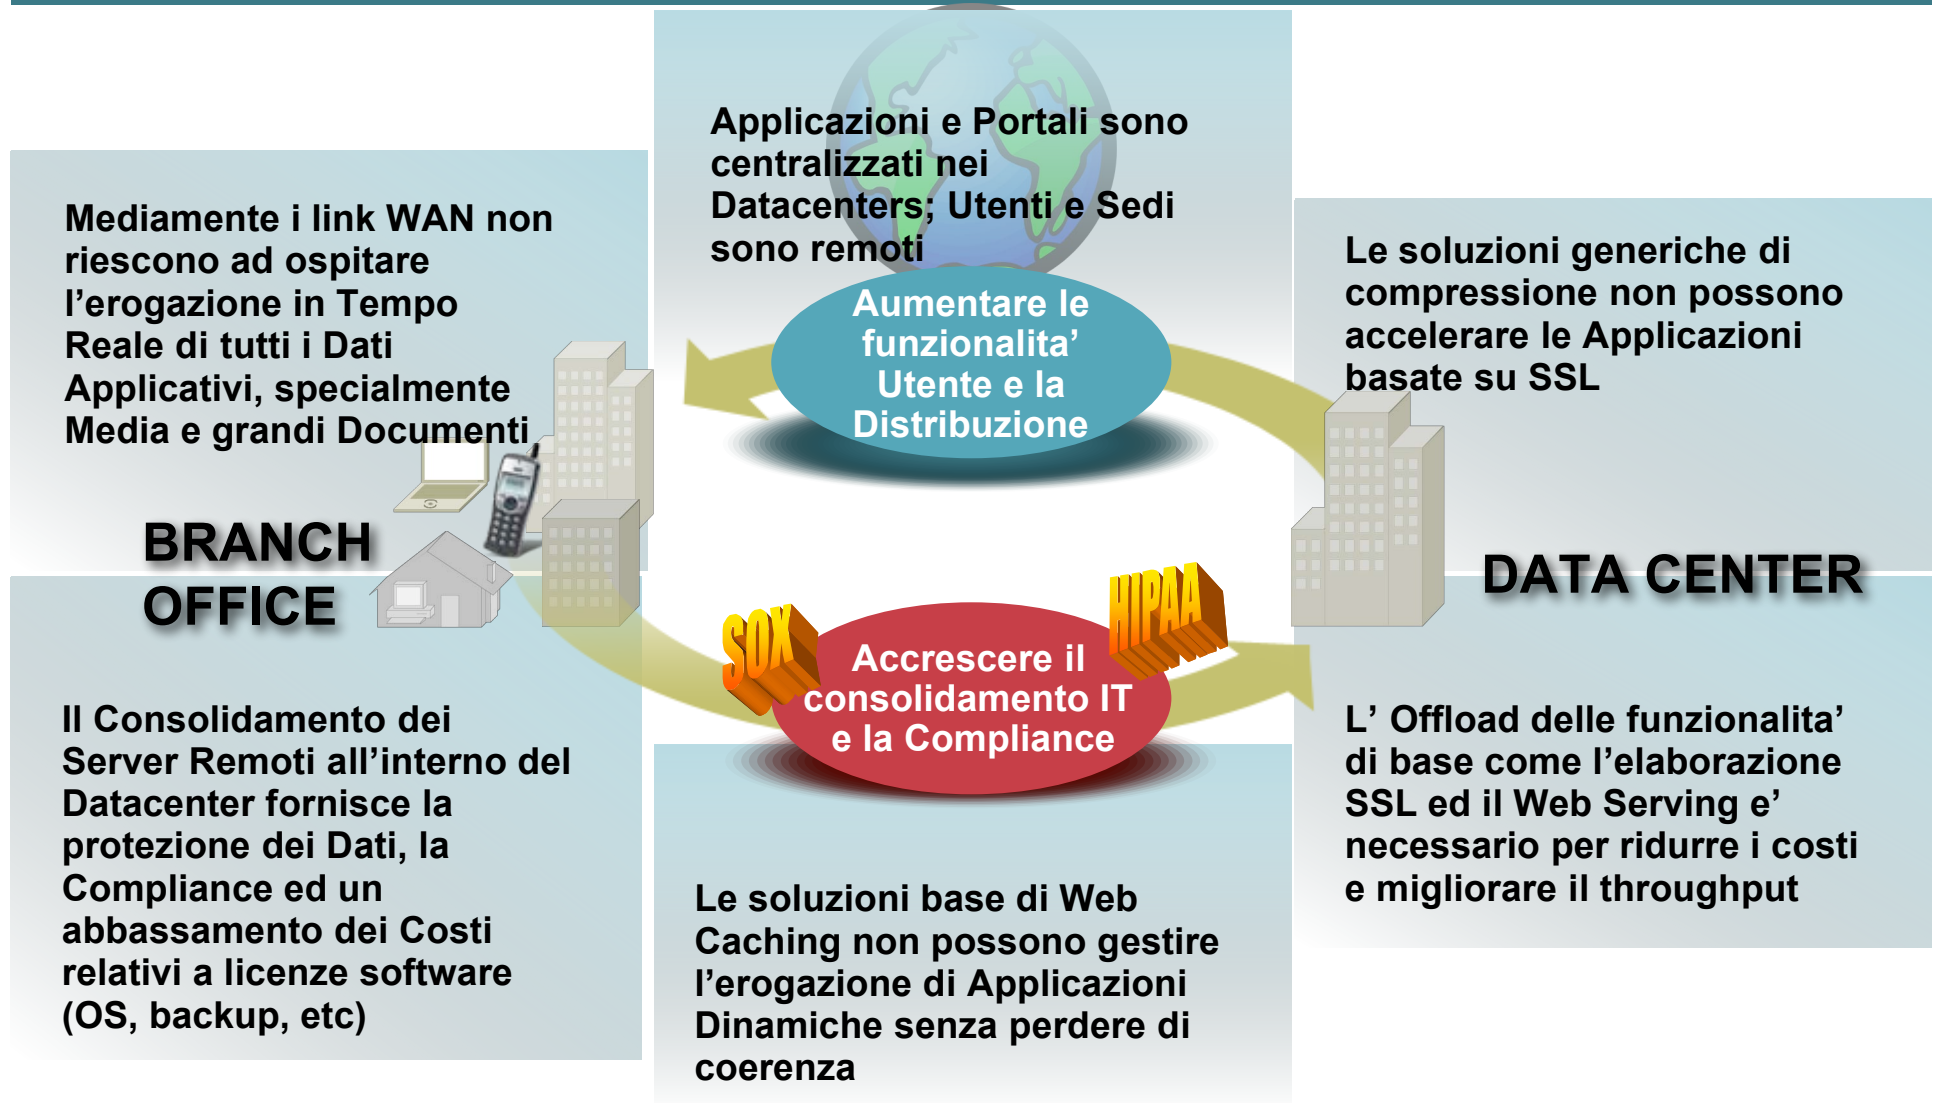 Applicazioni e Portali sono
centralizzati nei
Datacenters; Utenti e Sedi
sono remoti
Mediamente i link WAN non
riescono ad ospitare
l’erogazione in Tempo
Reale di tutti i Dati
Applicativi, specialmente
Media e grandi Documenti
Le soluzioni generiche di
compressione non possono
accelerare le Applicazioni
basate su SSL
Aumentare le
funzionalita’
Utente e la
Distribuzione
BRANCH
OFFICE
DATA CENTER
SOX
HIPAA
Accrescere il
consolidamento IT
e la Compliance
Il Consolidamento dei
Server Remoti all’interno del
Datacenter fornisce la
protezione dei Dati, la
Compliance ed un
abbassamento dei Costi
relativi a licenze software
(OS, backup, etc)
Le soluzioni base di Web
Caching non possono gestire
l’erogazione di Applicazioni
Dinamiche senza perdere di
coerenza
L’ Offload delle funzionalita’
di base come l’elaborazione
SSL ed il Web Serving e’
necessario per ridurre i costi
e migliorare il throughput